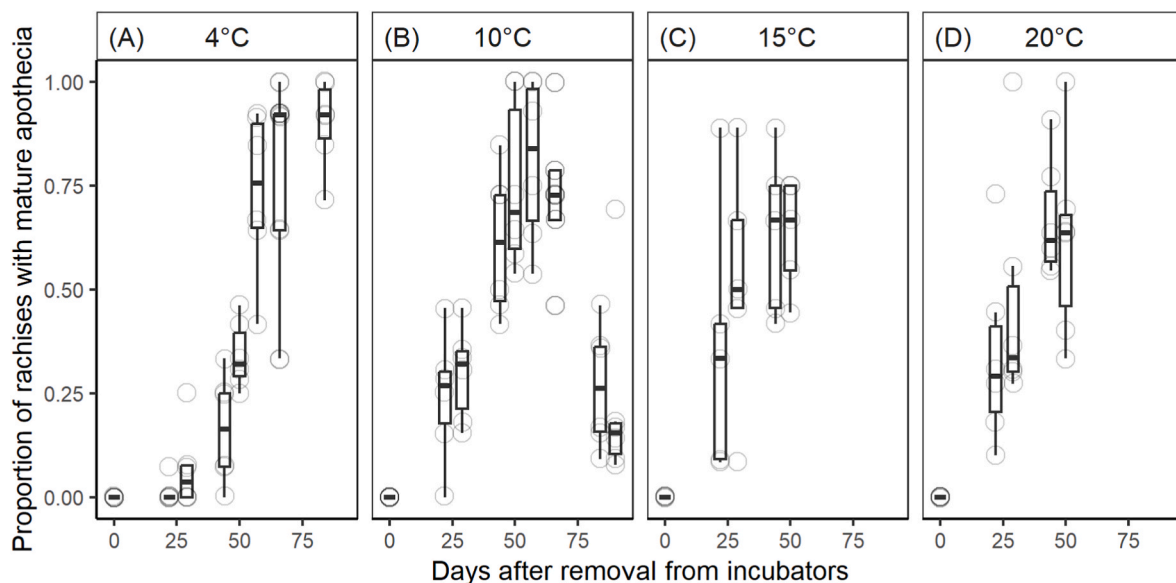 (A) 4°C (B) 10°C (C) 15°C (D) 20°C
Proportion of rachises with mature apothecia
1.00
0.75
0.50
0.25
0.00
0 25 50 75 0 25 50 75 0 25 50 75 0 25 50 75
Days after removal from incubators